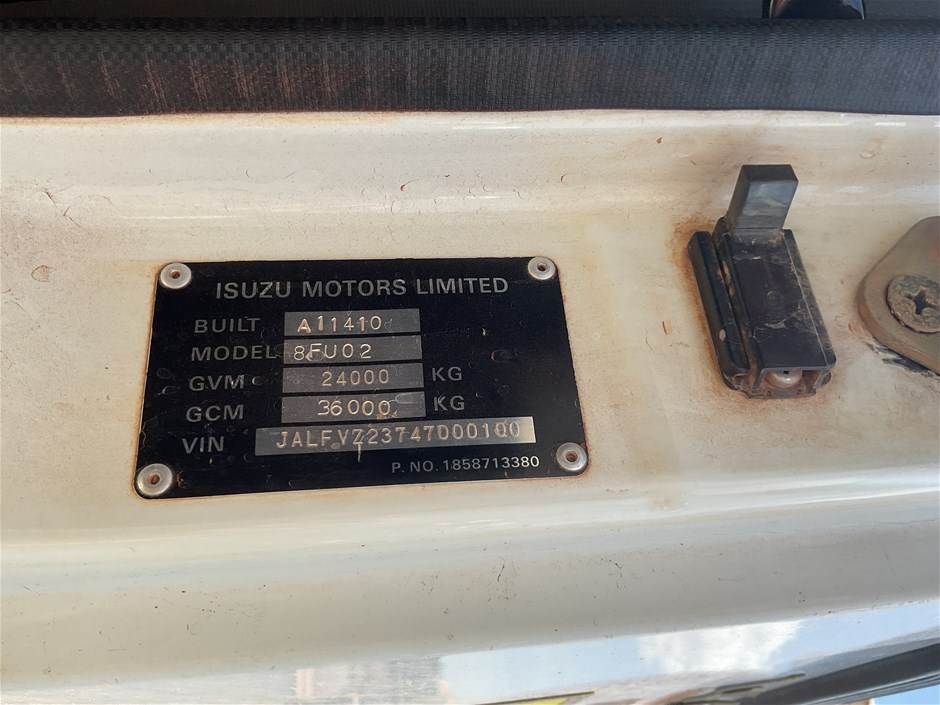 ISUZU MOTORS LIMITED
BUILT A11410
MODEL 8FU02
GVM 24000 KG
GCM 36000 KG
VIN JALFVZ23747000100
P. NO. 1858713380